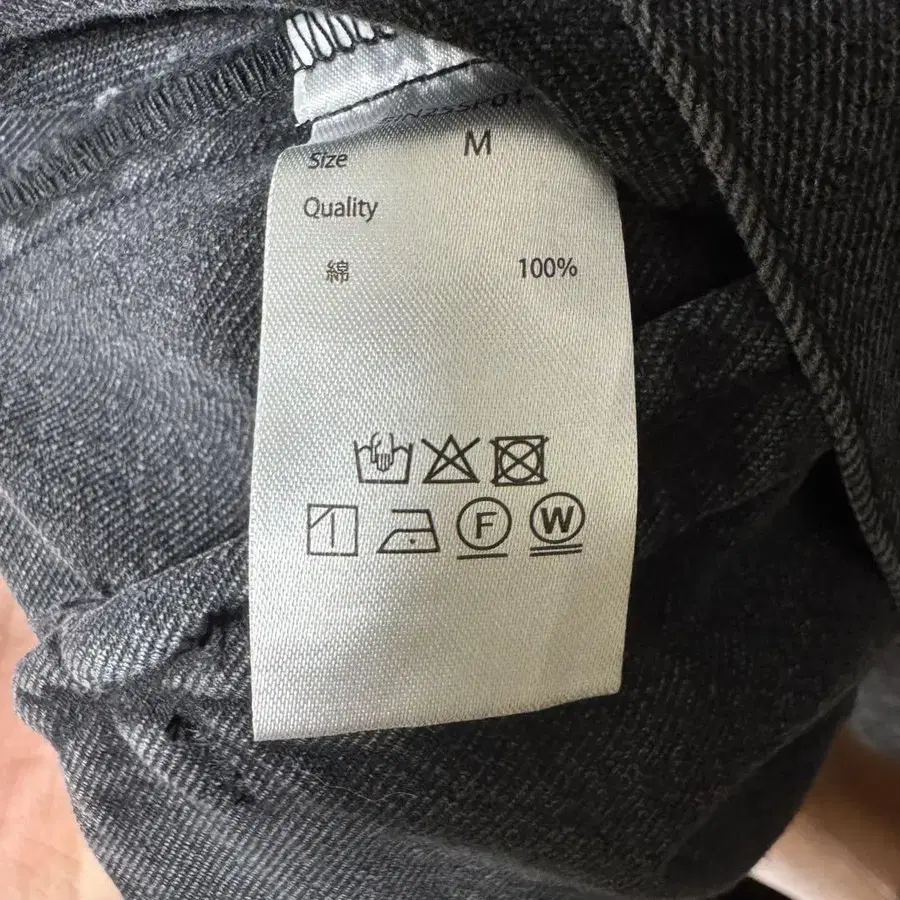 Size M
Quality
綿 100%
F W